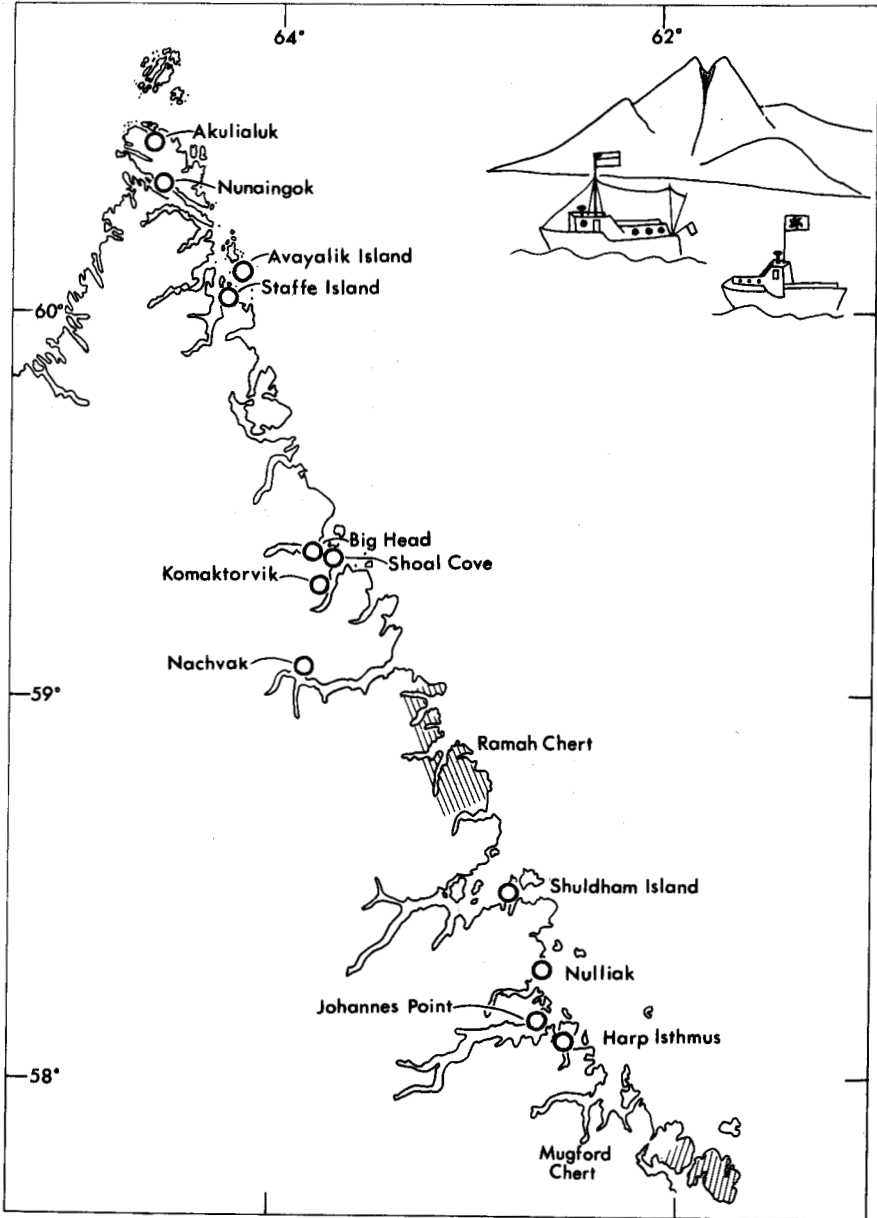 64°
62°
Akulialuk
Nunaingok
Avayalik Island
Staffe Island
60°
Big Head
Shoal Cove
Komaktorvik
Nachvak
59°
Ramah Chert
Shuldham Island
Nulliak
Johannes Point
Harp Isthmus
58°
Mugford
Chert